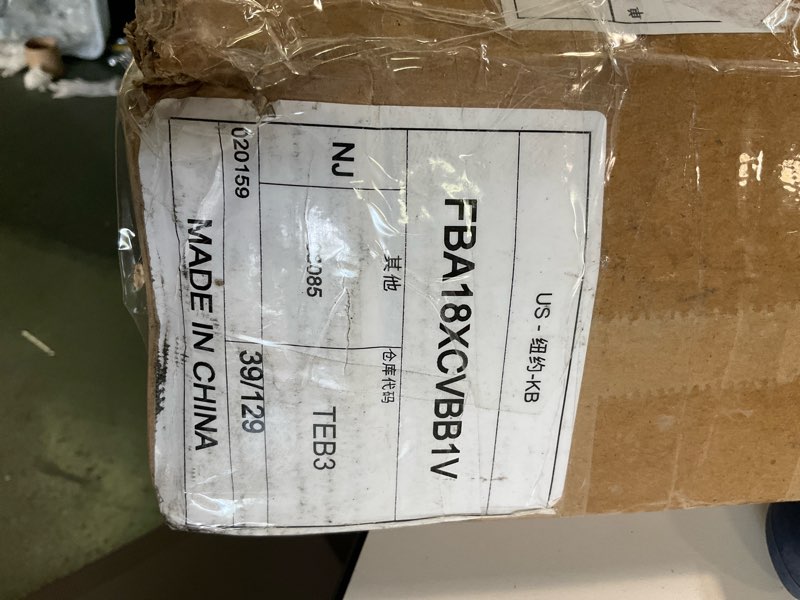 US - 纽约-KB
FBA18XCVBB1V
其他
仓库代码
NJ
085
TEB3
020159
39/129
MADE IN CHINA